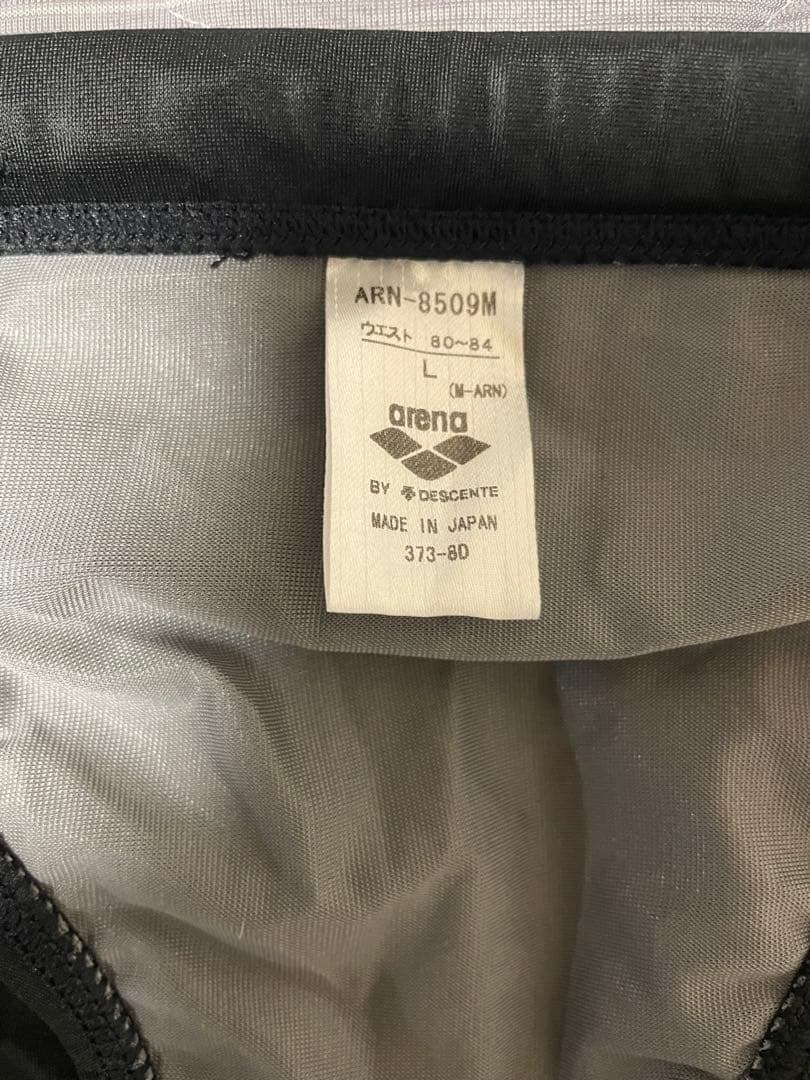 ARN-8509M
ウエスト 80~84
L
(M-ARN)
arena
BY DESCENTE
MADE IN JAPAN
373-8D